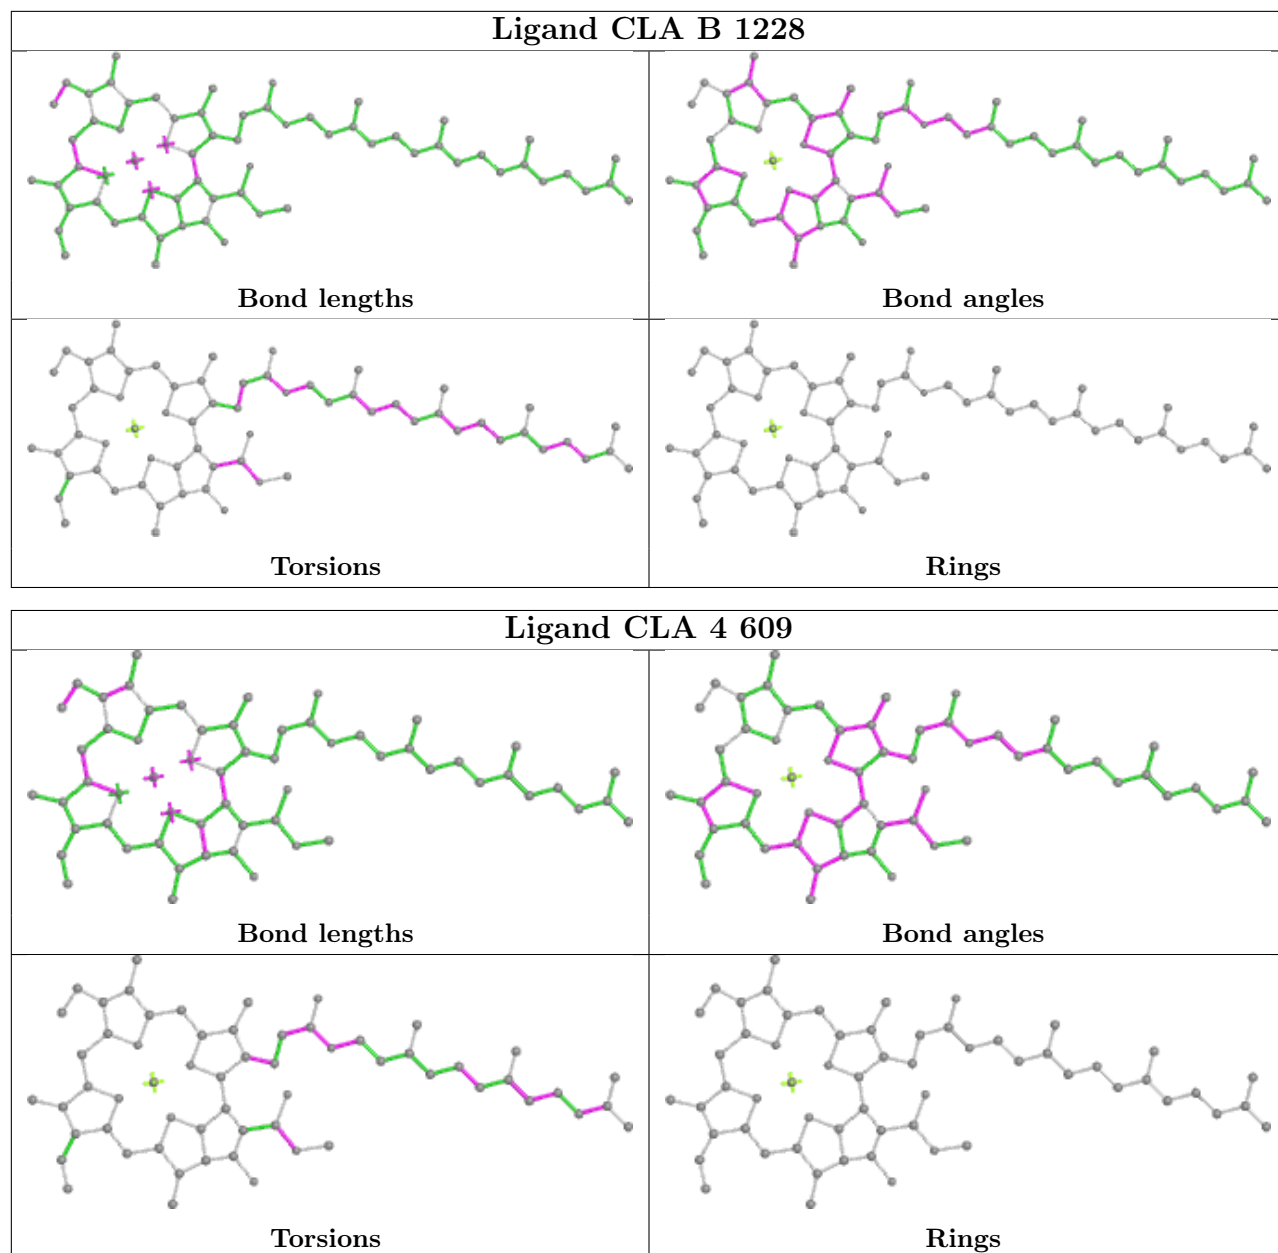 Ligand CLA B 1228
Bond lengths
Bond angles
Torsions
Rings
Ligand CLA 4 609
Bond lengths
Bond angles
Torsions
Rings